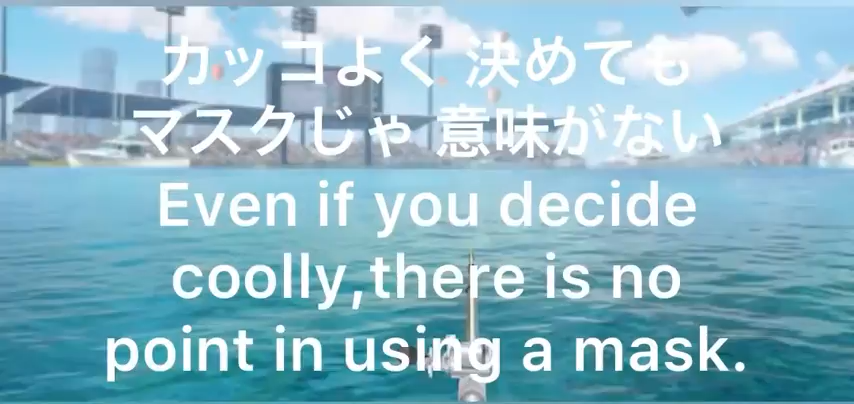 カッコよく 決めても
マスクじゃ 意味がない
Even if you decide
coolly,there is no
point in using a mask.